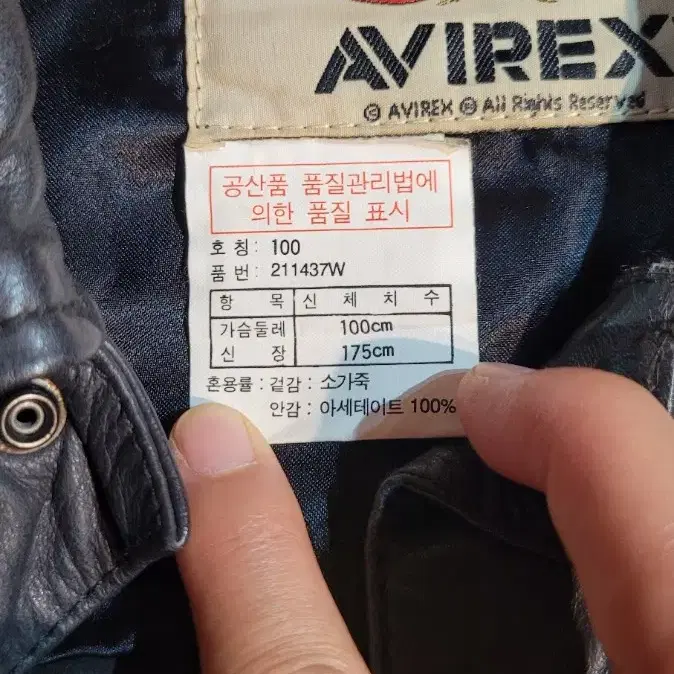 AVIREX
© AVIREX ® All Rights Reserved
공산품 품질관리법에
의한 품질 표시
호 칭 : 100
품 번 : 211437W
항 목 신 체 치 수
가슴둘레 100cm
신 장 175cm
혼용률 : 겉감 : 소가죽
안감 : 아세테이트 100%